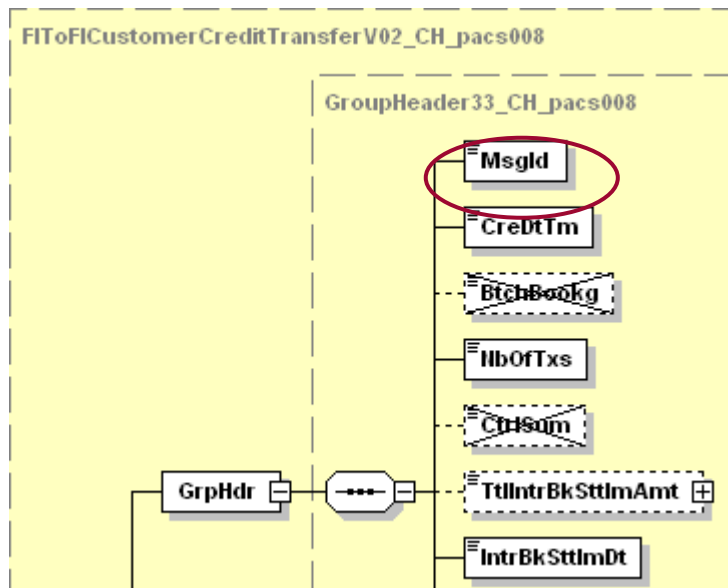 FIToFICustomerCreditTransferV02_CH_pacs008
GroupHeader33_CH_pacs008
MsgId
CreDtTm
BtchBookg
NbOfTxs
CtrlSum
GrpHdr
TtlIntrBkSttlmAmt
IntrBkSttlmDt